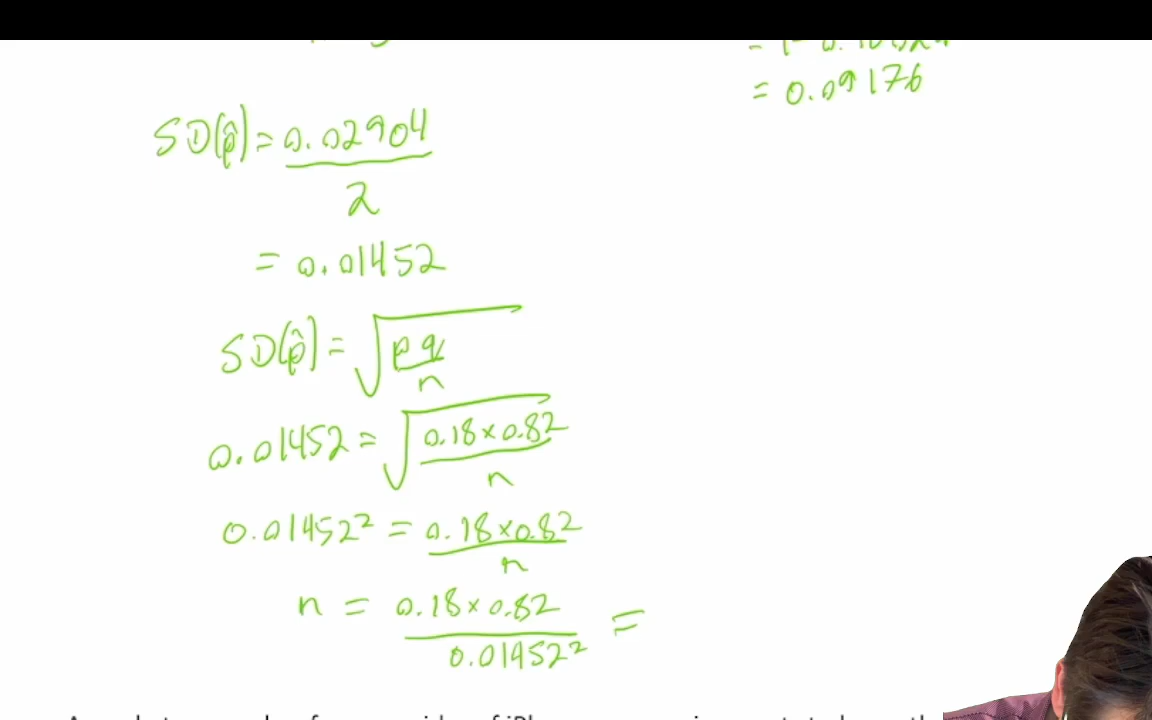 = 0.09176
SD(p̂) = 0.02904
2
= 0.01452
SD(p̂) = √ p q
n
0.01452 = √ 0.18 × 0.82
n
0.01452² = 0.18 × 0.82
n
n = 0.18 × 0.82 =
0.01452²